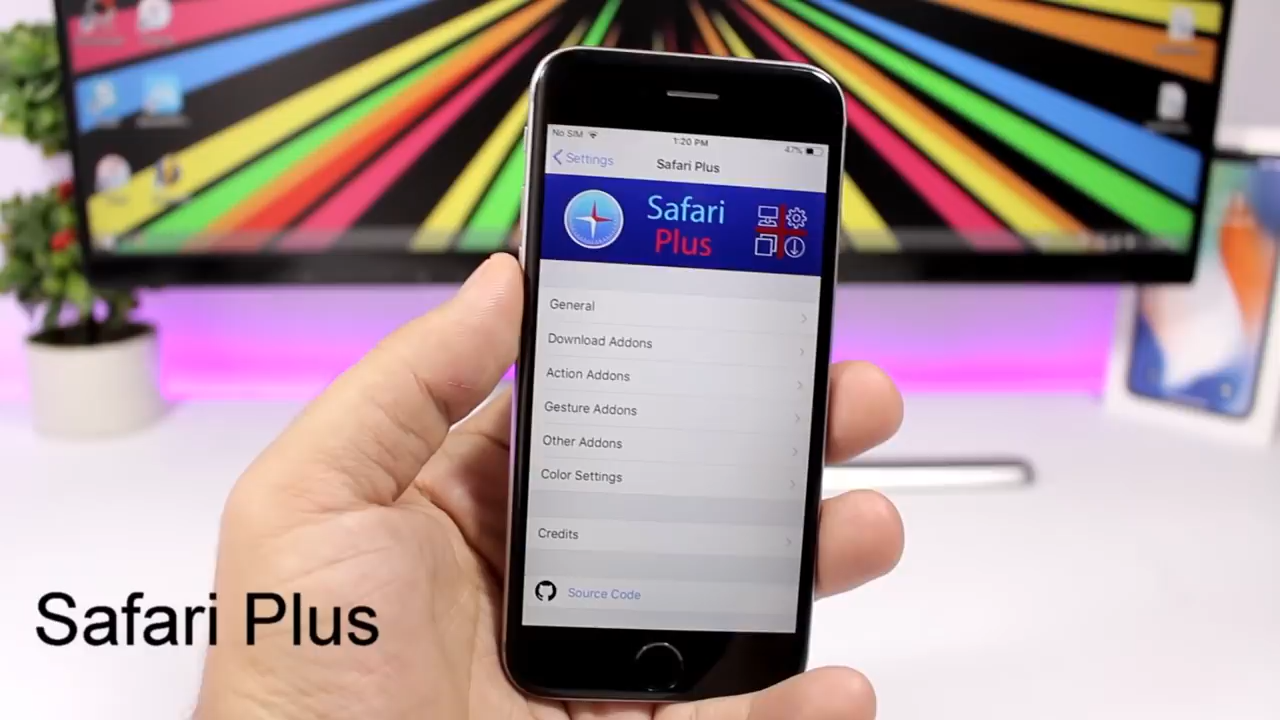 No SIM 1:20 PM 47%
Settings Safari Plus
Safari
Plus
General
Download Addons
Action Addons
Gesture Addons
Other Addons
Color Settings
Credits
Source Code
Safari Plus